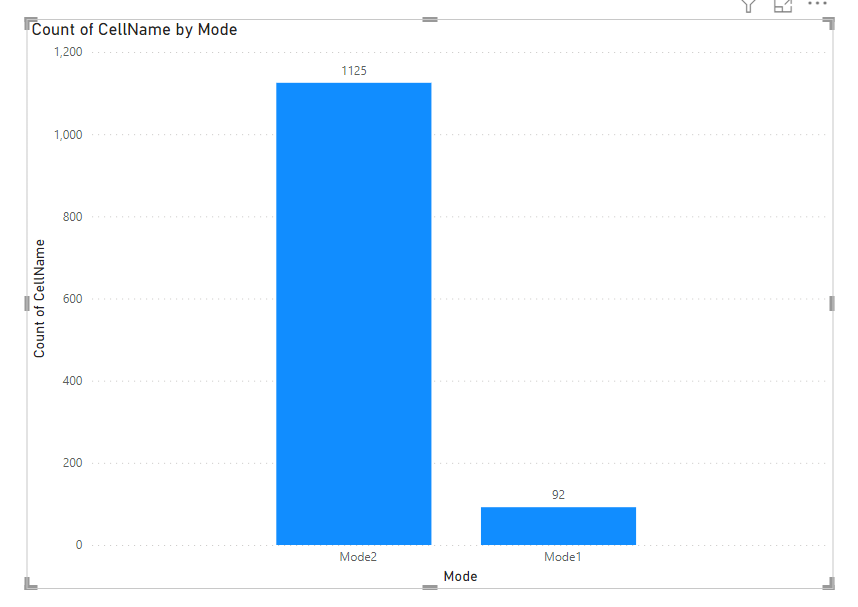 Count of CellName by Mode
1,200
1,000
800
600
400
200
0
Count of CellName
1125
92
Mode2
Mode1
Mode